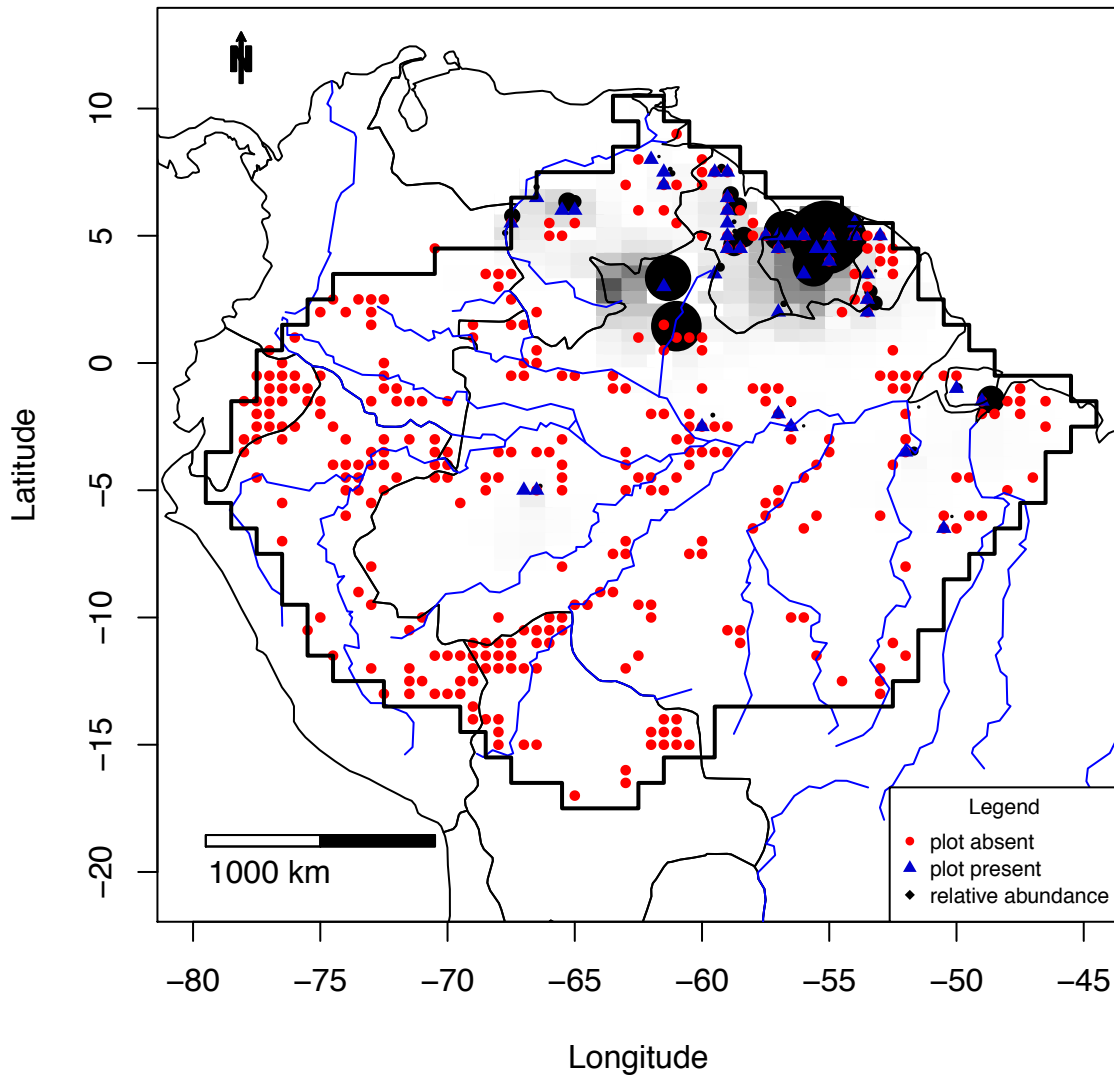 N
10
5
0
−5
−10
−15
−20
Latitude
1000 km
Legend
plot absent
plot present
relative abundance
−80 −75 −70 −65 −60 −55 −50 −45
Longitude